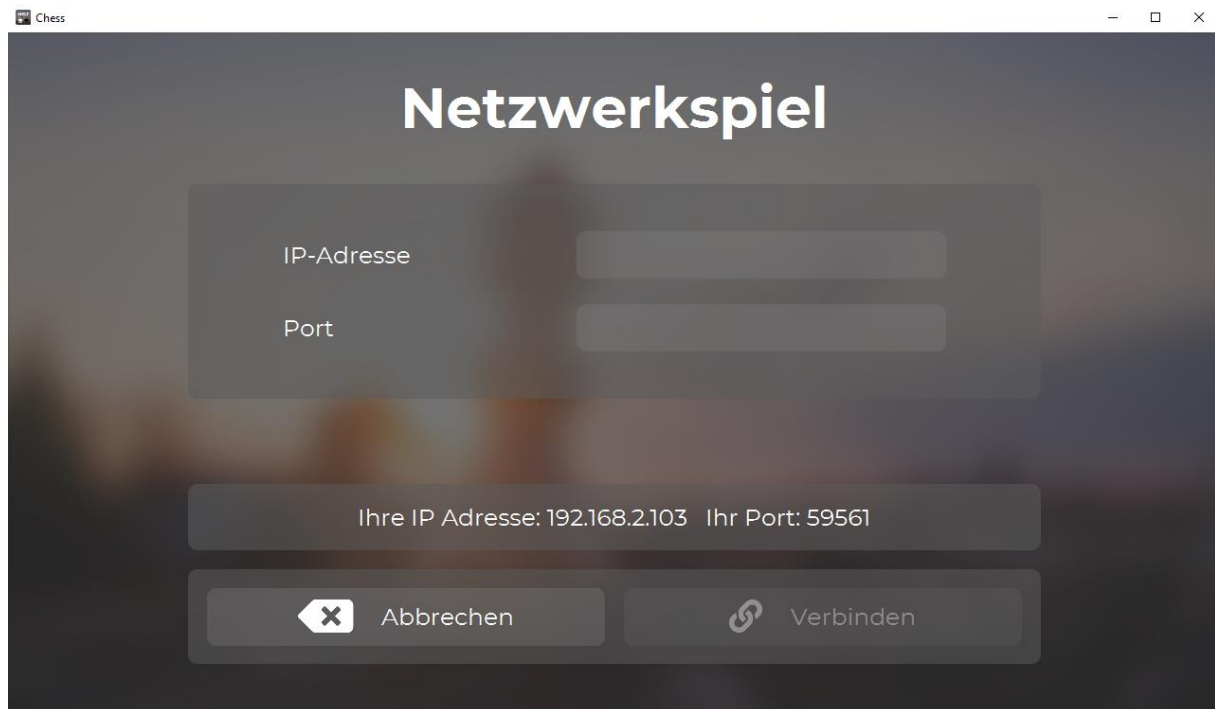 Chess
Netzwerkspiel
IP-Adresse
Port
Ihre IP Adresse: 192.168.2.103 Ihr Port: 59561
Abbrechen
Verbinden